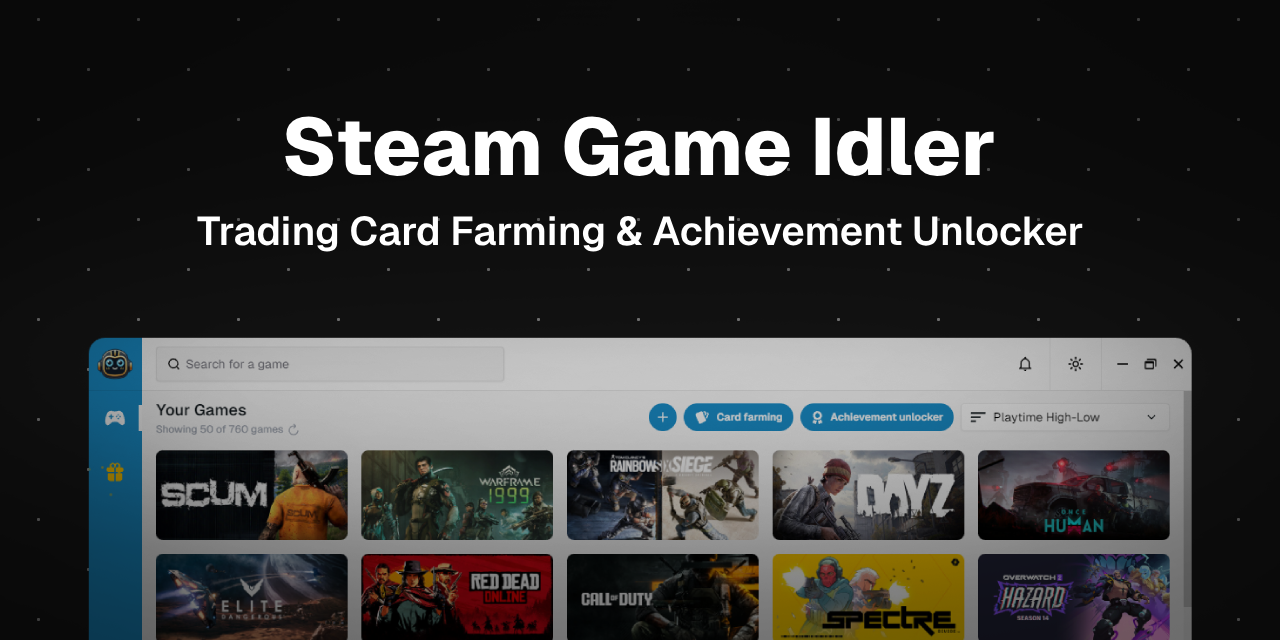 Steam Game Idler
Trading Card Farming & Achievement Unlocker
Search for a game
Your Games
Showing 50 of 760 games
Card farming
Achievement unlocker
Playtime High-Low
SCUM
SCUM
WARFRAME
1999
RAINBOWSIX SIEGE
DAYZ
ONCE
HUMAN
ELITE
DANGEROUS
RED DEAD
ONLINE
CALL OF DUTY
SPECTRE
OVERWATCH 2
HAZARD
SEASON 14